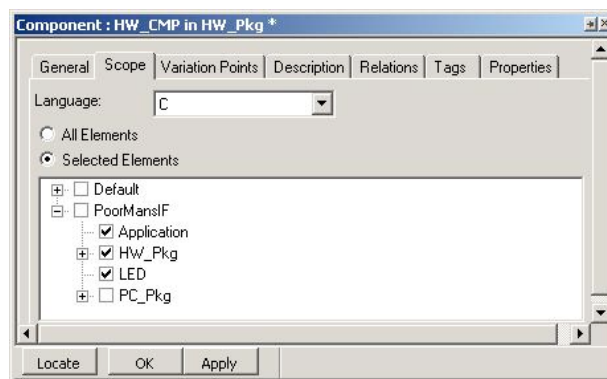 Component : HW_CMP in HW_Pkg *
General Scope Variation Points Description Relations Tags Properties
Language: C
All Elements
Selected Elements
Default
PoorMansIF
Application
HW_Pkg
LED
PC_Pkg
Locate OK Apply